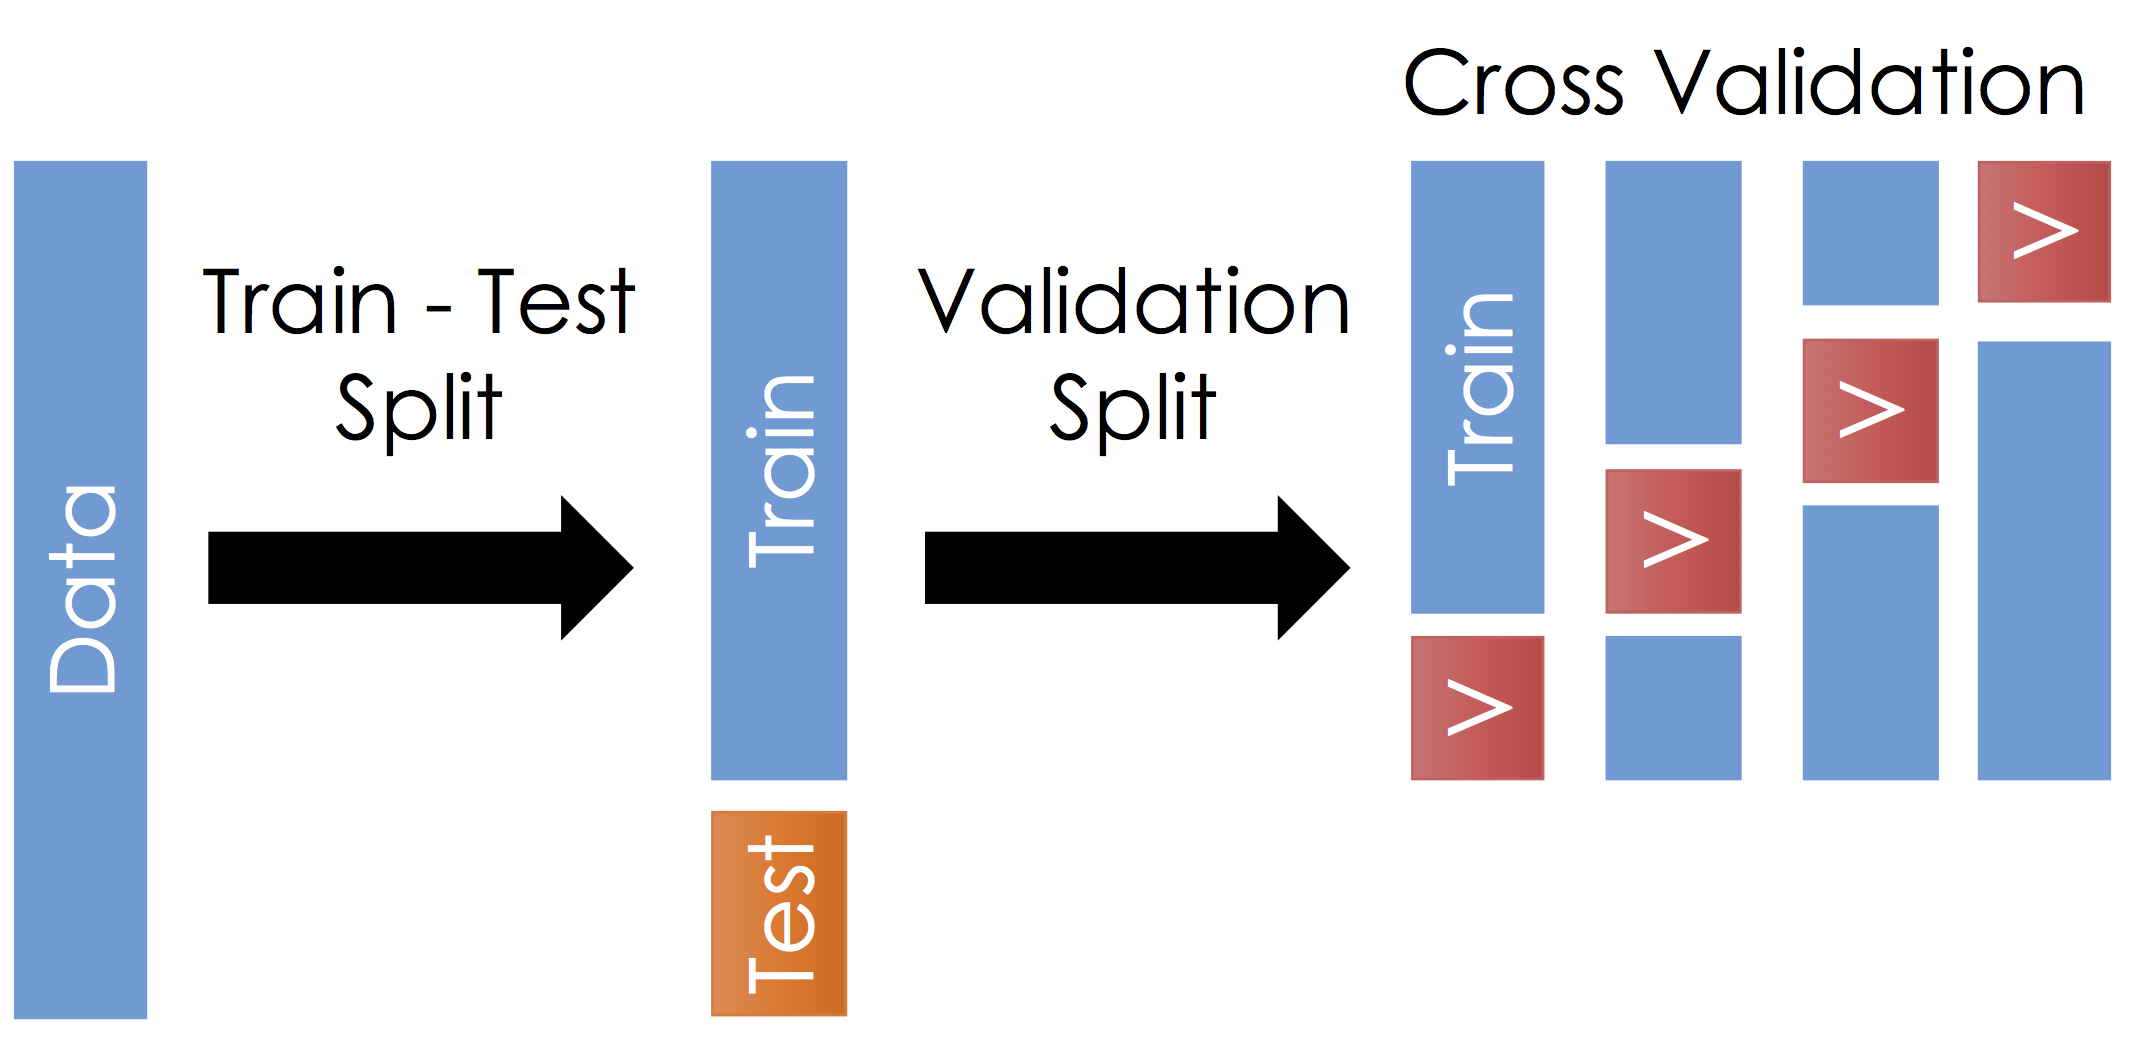 Cross Validation
Data
Train - Test
Split
Train
Test
Validation
Split
Train
V
V
V
V